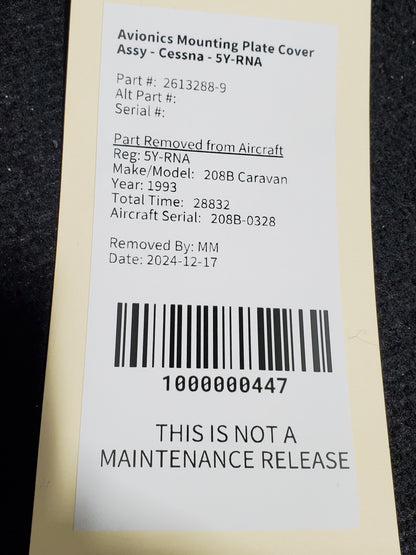 Avionics Mounting Plate Cover
Assy - Cessna - 5Y-RNA
Part #: 2613288-9
Alt Part #:
Serial #:
Part Removed from Aircraft
Reg: 5Y-RNA
Make/Model: 208B Caravan
Year: 1993
Total Time: 28832
Aircraft Serial: 208B-0328
Removed By: MM
Date: 2024-12-17
1000000447
THIS IS NOT A
MAINTENANCE RELEASE